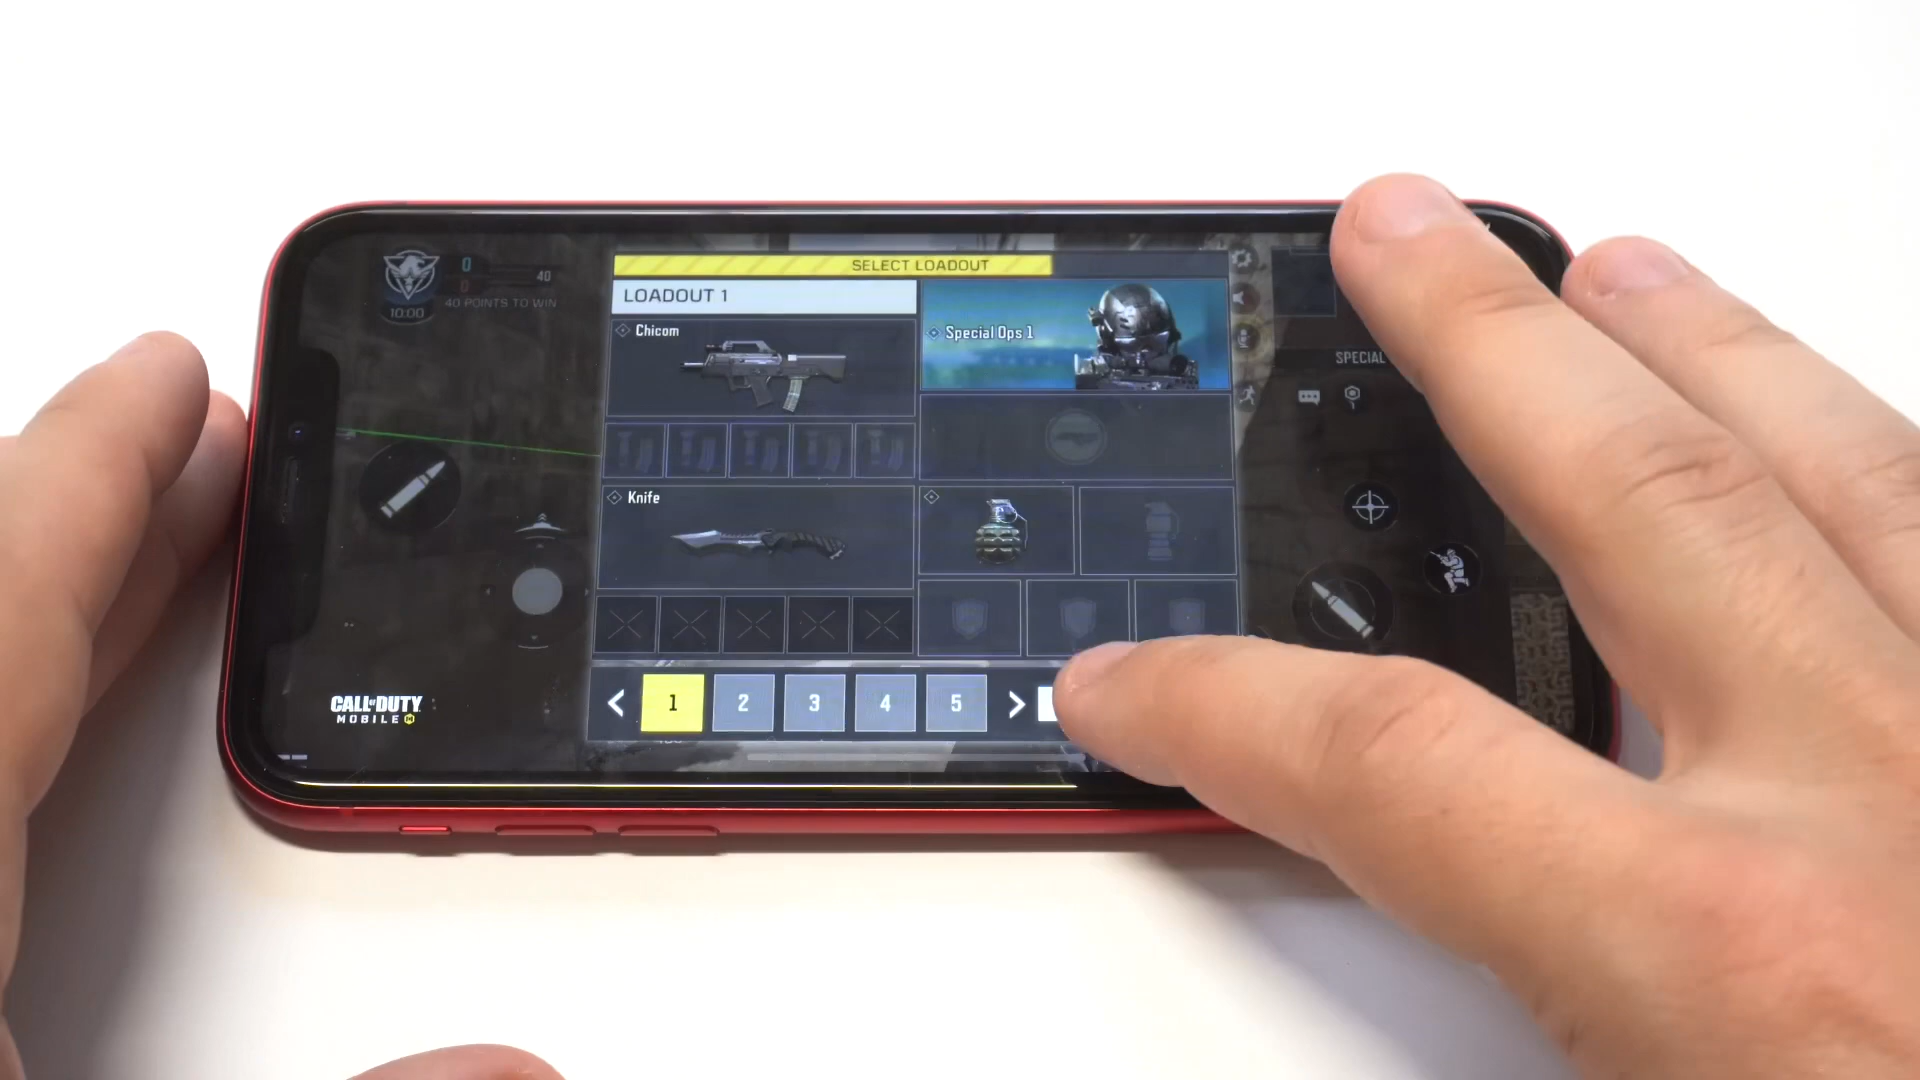 SELECT LOADOUT
0
0
40
40 POINTS TO WIN
10:00
LOADOUT 1
Chicom
Special Ops 1
SPECIAL
Knife
CALL OF DUTY
MOBILE
< 1 2 3 4 5 >